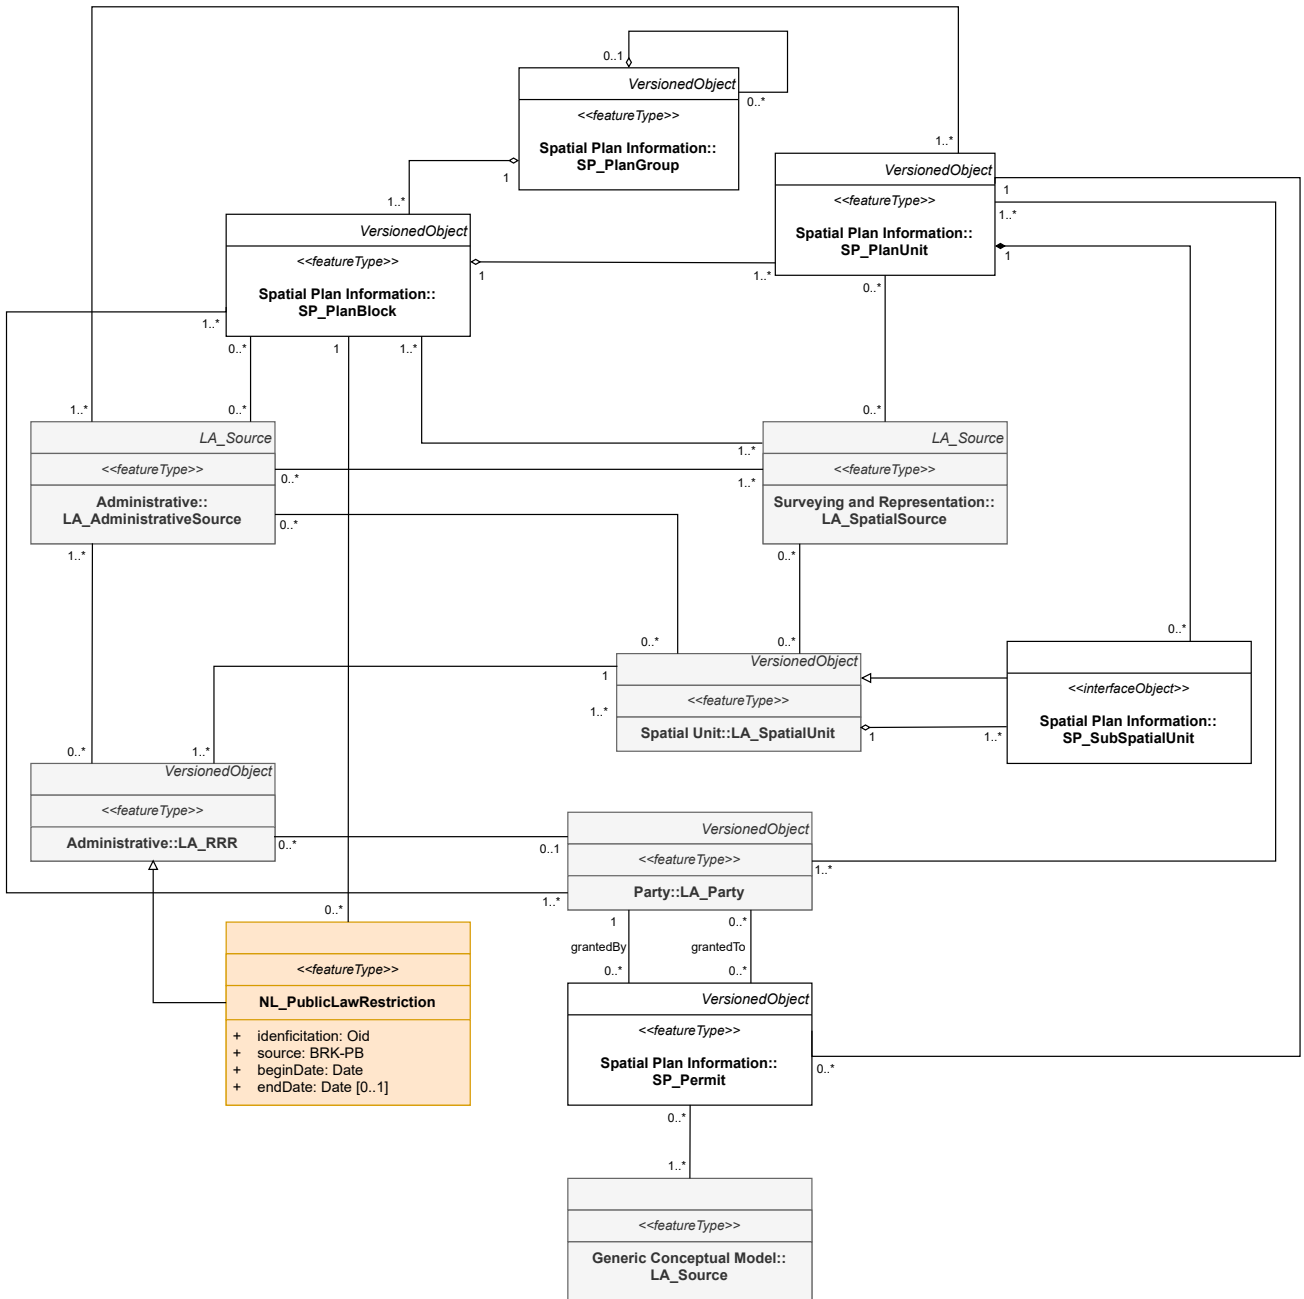 0..1
VersionedObject
0..*
<<featureType>>
Spatial Plan Information::
SP_PlanGroup
1
1..*
1..*
VersionedObject
1
<<featureType>>
1..*
Spatial Plan Information::
SP_PlanUnit
1
1..*
0..*
VersionedObject
<<featureType>>
1
Spatial Plan Information::
SP_PlanBlock
1..*
0..*
1
1..*
1..*
0..*
0..*
LA_Source
<<featureType>>
0..*
Administrative::
LA_AdministrativeSource
0..*
1..*
1..*
1..*
LA_Source
<<featureType>>
Surveying and Representation::
LA_SpatialSource
0..*
0..*
0..*
0..*
VersionedObject
1
<<featureType>>
1..*
Spatial Unit::LA_SpatialUnit
1
1..*
<<interfaceObject>>
Spatial Plan Information::
SP_SubSpatialUnit
0..*
1..*
VersionedObject
<<featureType>>
Administrative::LA_RRR
0..*
0..1
VersionedObject
<<featureType>>
1..*
Party::LA_Party
1..*
0..*
1
0..*
grantedBy
grantedTo
0..*
0..*
<<featureType>>
NL_PublicLawRestriction
+ idenficitation: Oid
+ source: BRK-PB
+ beginDate: Date
+ endDate: Date [0..1]
VersionedObject
<<featureType>>
Spatial Plan Information::
SP_Permit
0..*
0..*
1..*
<<featureType>>
Generic Conceptual Model::
LA_Source